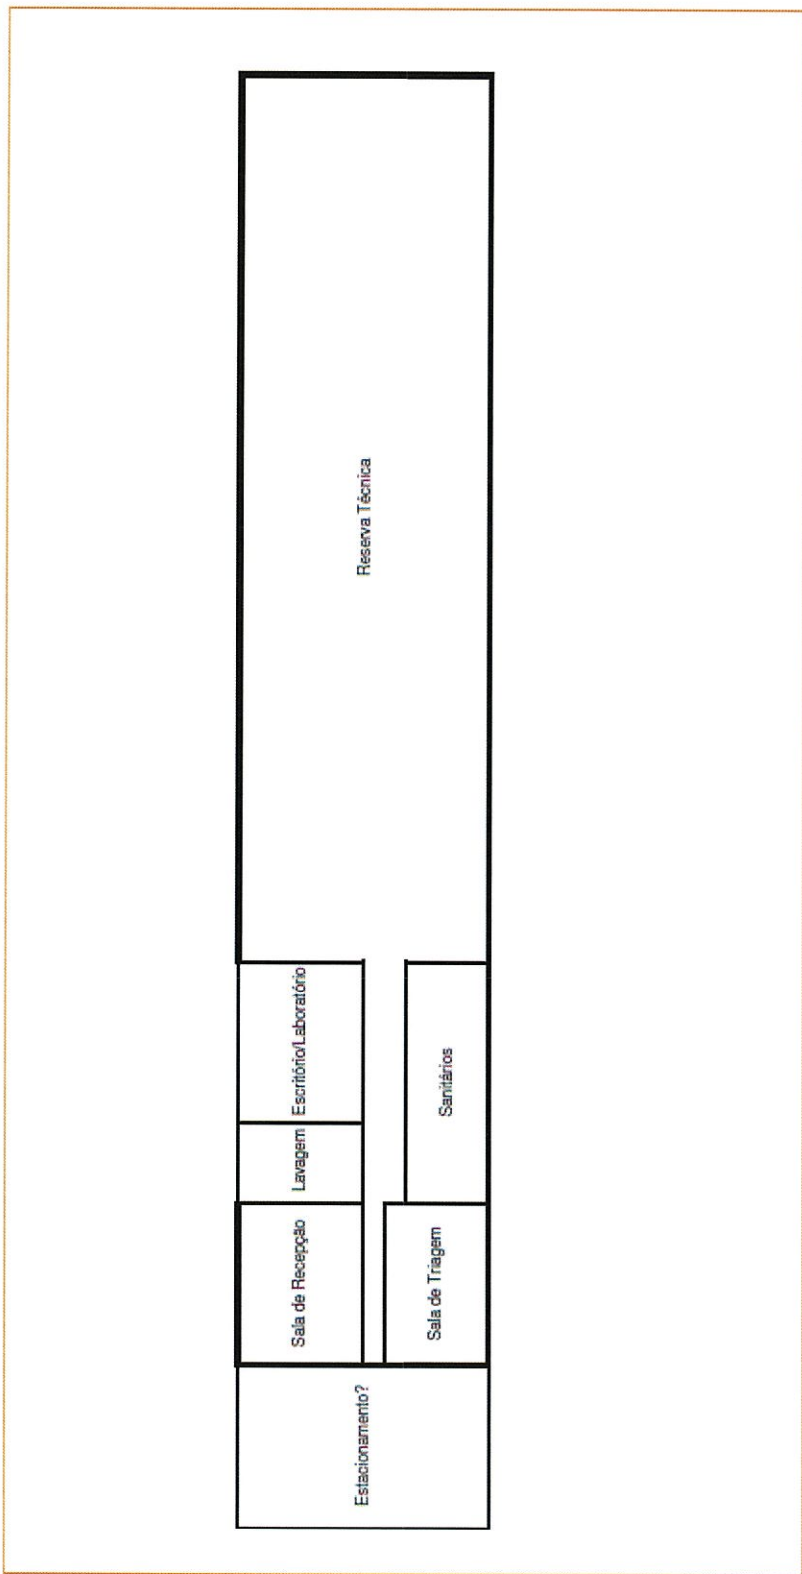 Reserva Técnica
Escritório/Laboratório
Lavagem
Sanitários
Sala de Recepção
Sala de Triagem
Estacionamento?